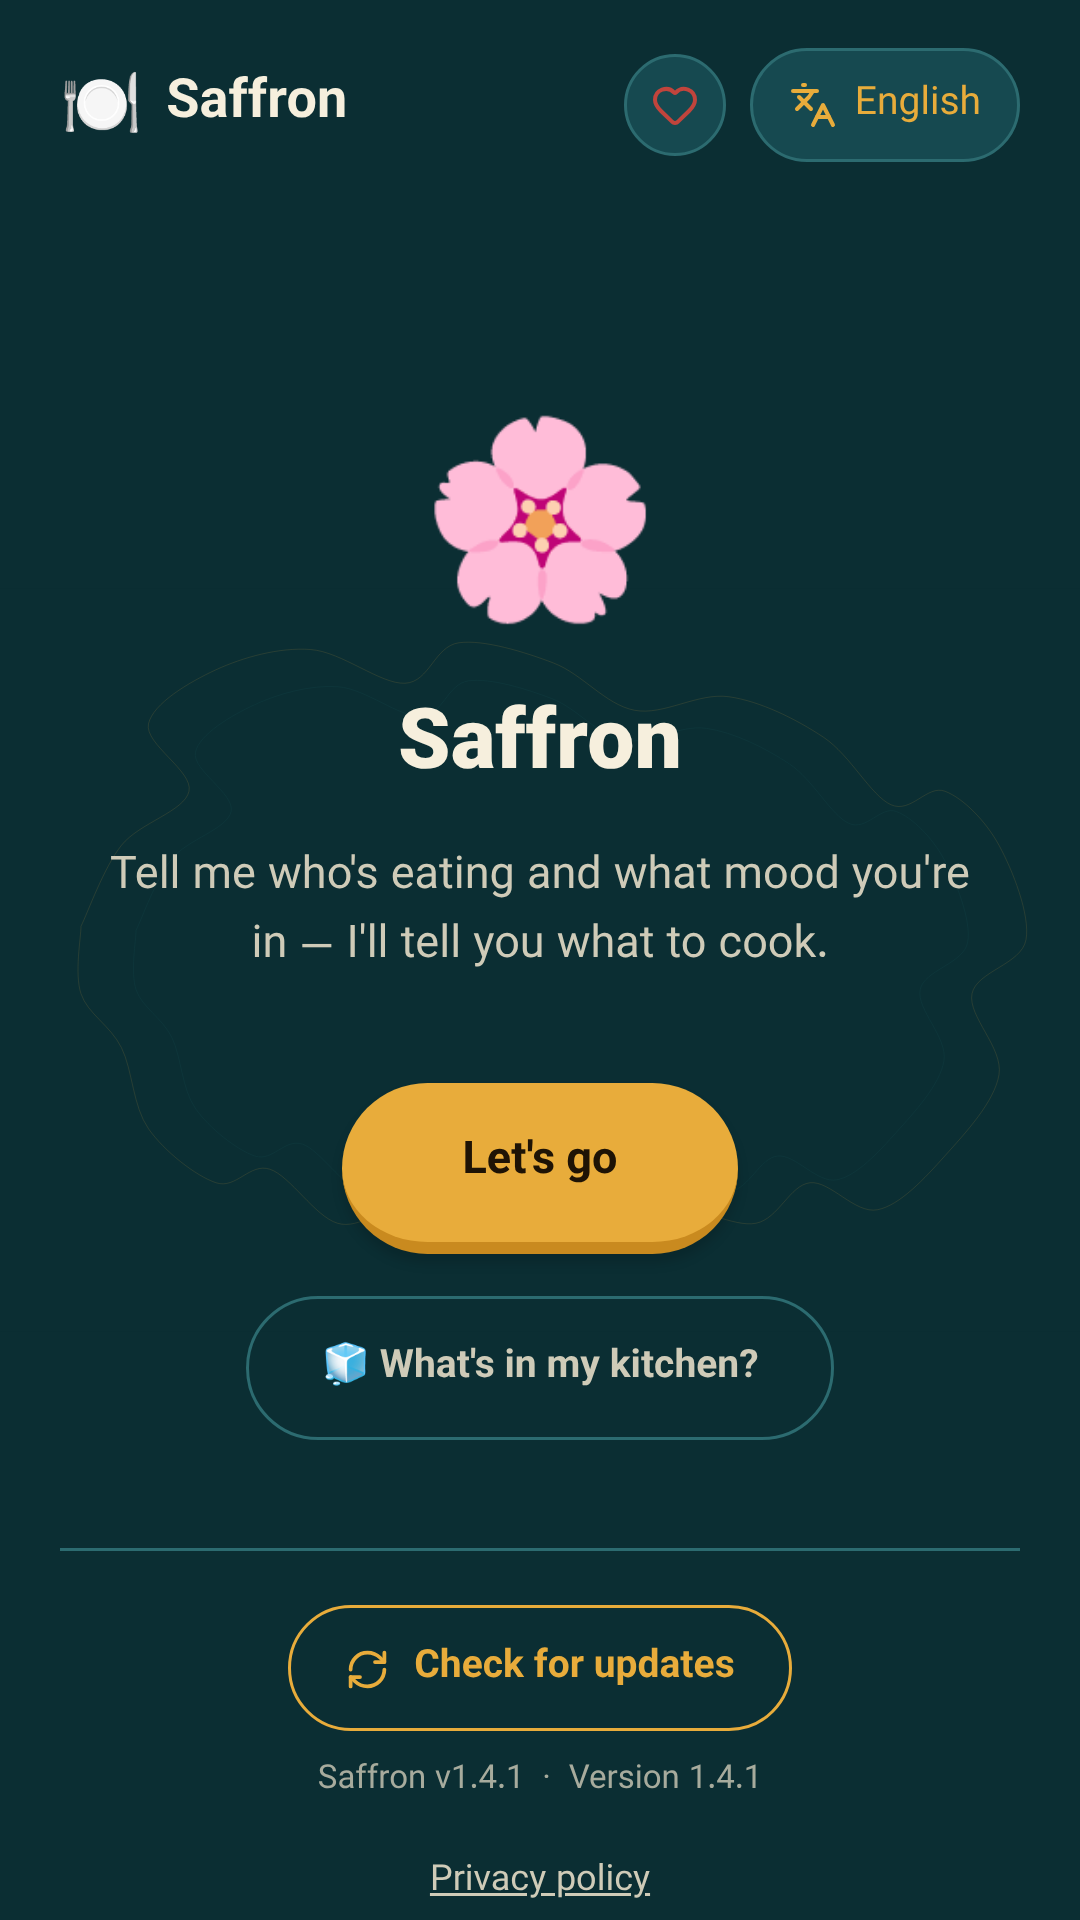 Saffron
English
Saffron
Tell me who's eating and what mood you're
in — I'll tell you what to cook.
Let's go
What's in my kitchen?
Check for updates
Saffron v1.4.1 · Version 1.4.1
Privacy policy